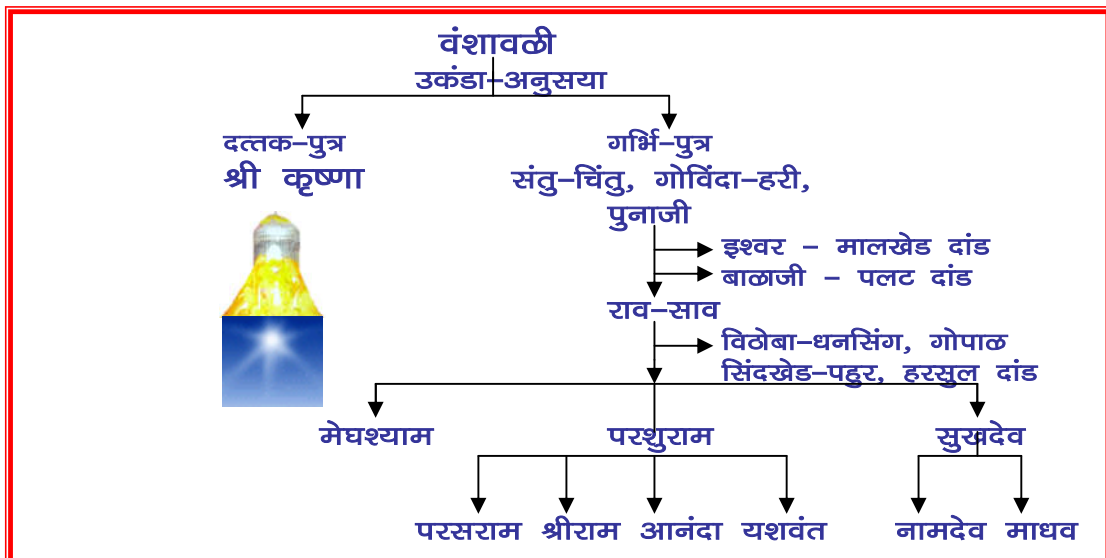 वंशावळी
उकंडा-अनुसया
दत्तक-पुत्र
श्री कृष्णा
गर्भि-पुत्र
संतु-चिंतु, गोविंदा-हरी,
पुनाजी
इश्वर - मालखेड दांड
बाळाजी - पलट दांड
राव-साव
विठोबा-धनसिंग, गोपाळ
सिंदखेड-पहुर, हरसुल दांड
मेघश्याम परशुराम सुखदेव
परसराम श्रीराम आनंदा यशवंत नामदेव माधव